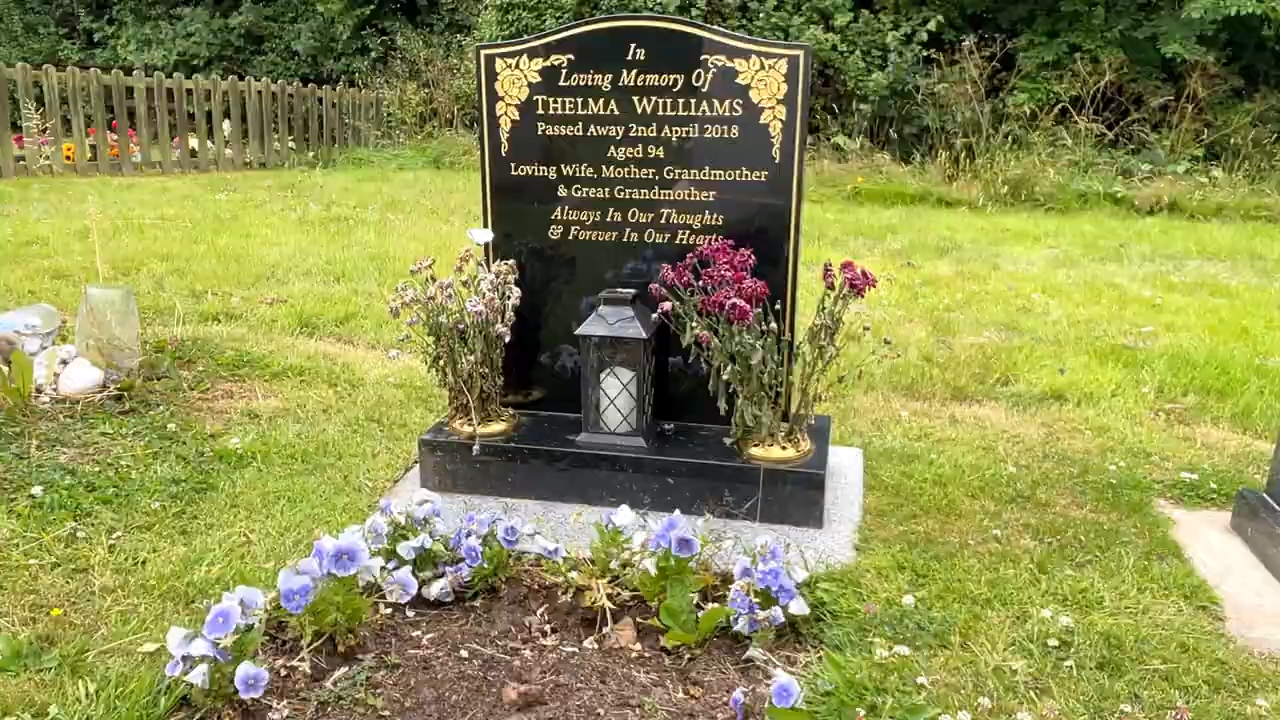 In
Loving Memory Of
THELMA WILLIAMS
Passed Away 2nd April 2018
Aged 94
Loving Wife, Mother, Grandmother
& Great Grandmother
Always In Our Thoughts
& Forever In Our Hearts